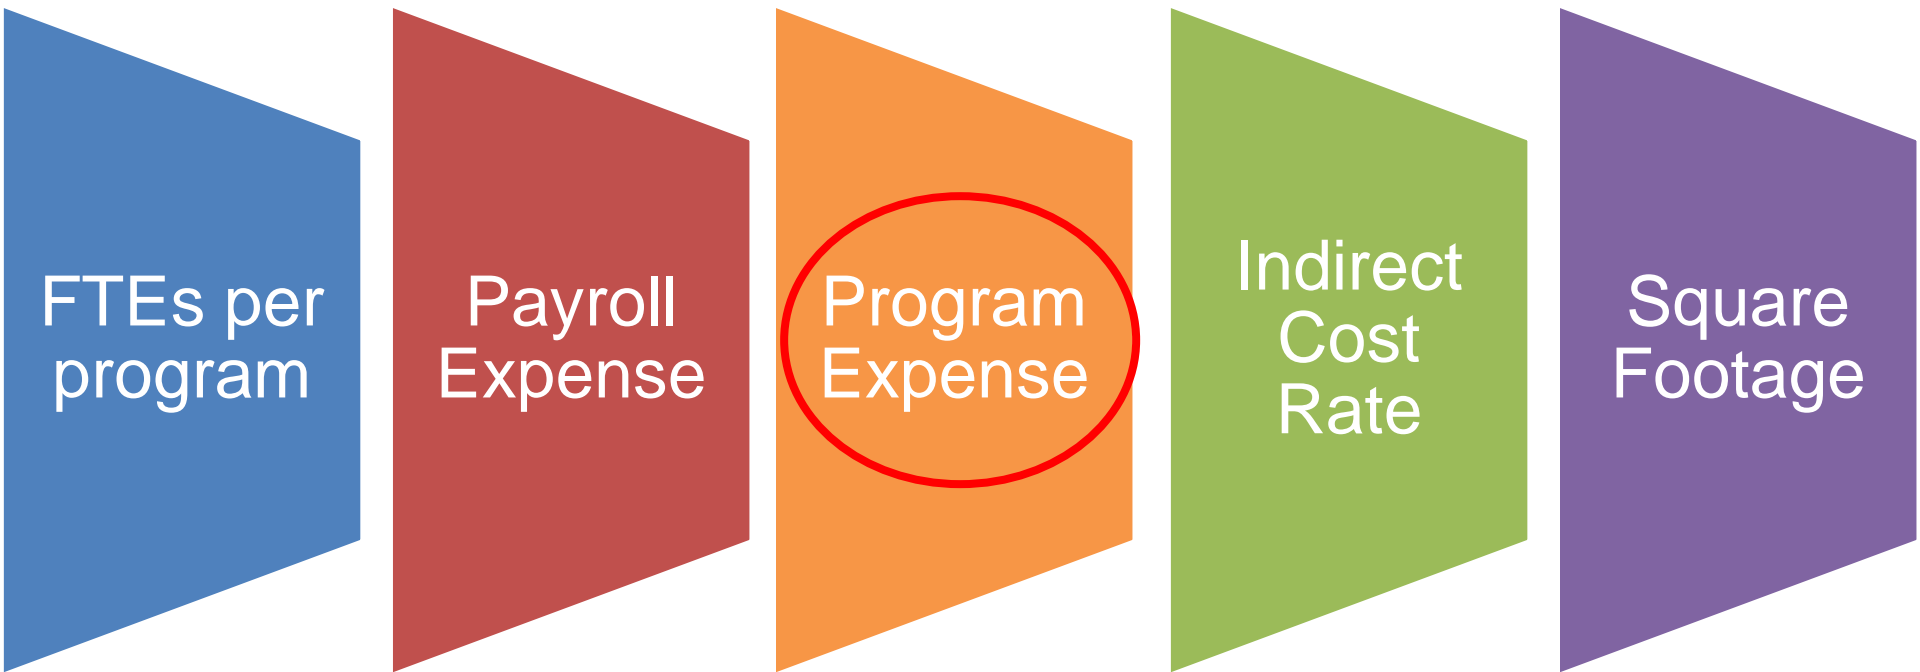 FTEs per
program
Payroll
Expense
Program
Expense
Indirect
Cost
Rate
Square
Footage